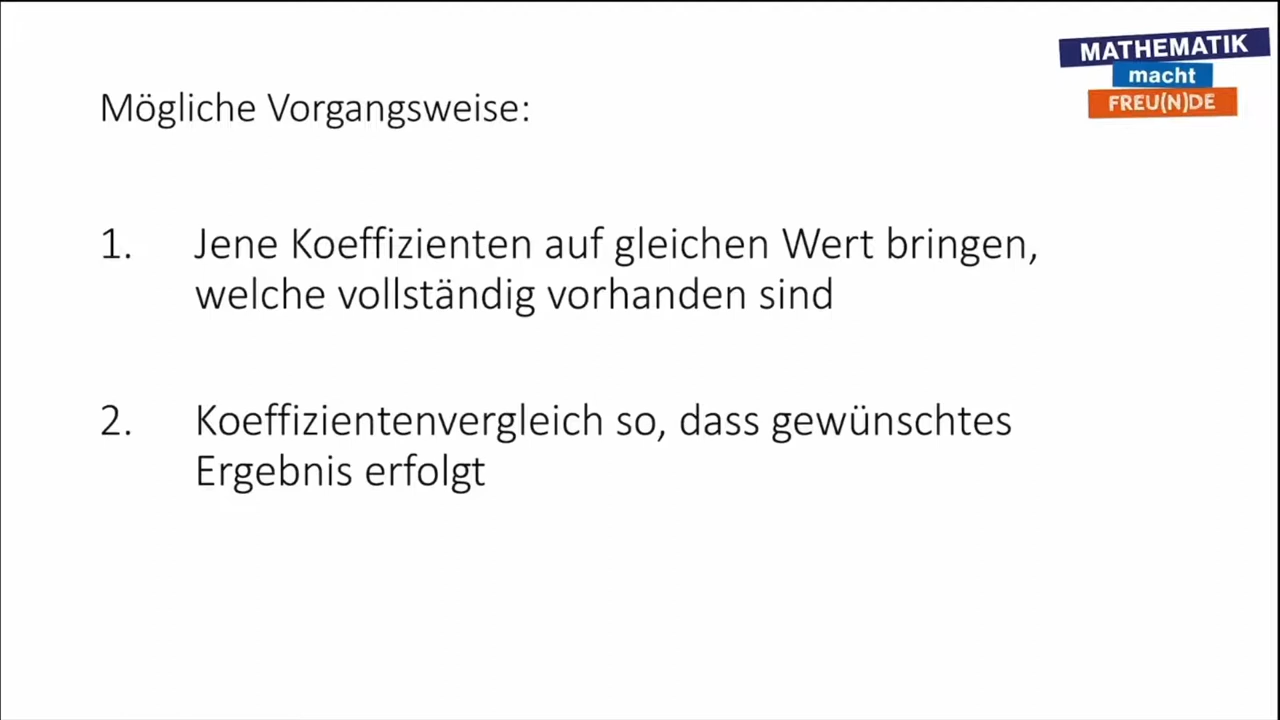 MATHEMATIK
macht
FREU(N)DE
Mögliche Vorgangsweise:
1. Jene Koeffizienten auf gleichen Wert bringen,
welche vollständig vorhanden sind
2. Koeffizientenvergleich so, dass gewünschtes
Ergebnis erfolgt